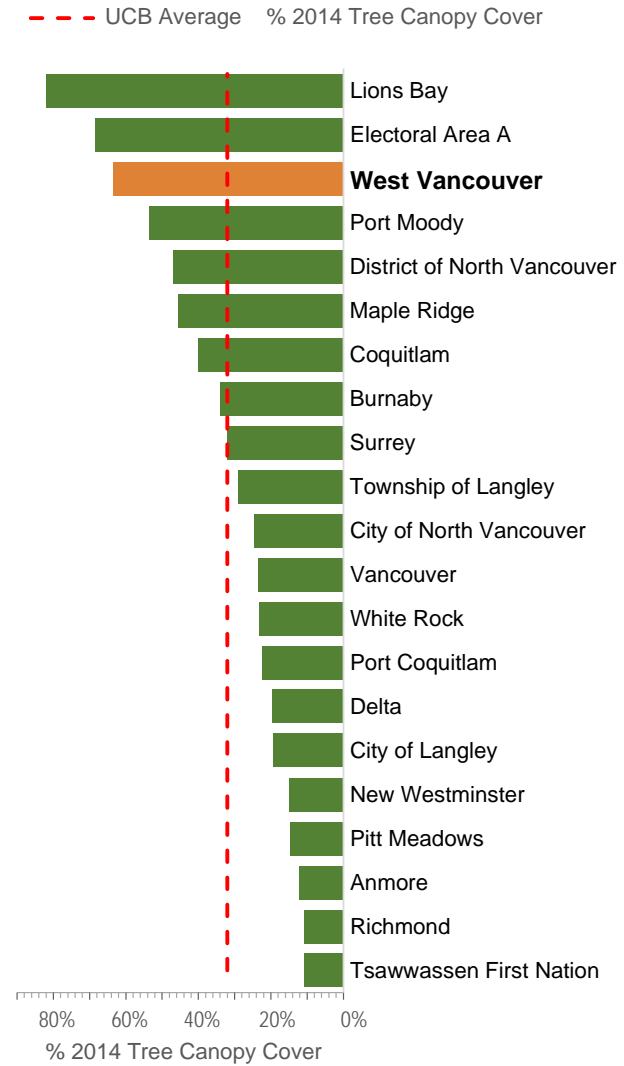 UCB Average % 2014 Tree Canopy Cover
Lions Bay
Electoral Area A
West Vancouver
Port Moody
District of North Vancouver
Maple Ridge
Coquitlam
Burnaby
Surrey
Township of Langley
City of North Vancouver
Vancouver
White Rock
Port Coquitlam
Delta
City of Langley
New Westminster
Pitt Meadows
Anmore
Richmond
Tsawwassen First Nation
80% 60% 40% 20% 0%
% 2014 Tree Canopy Cover